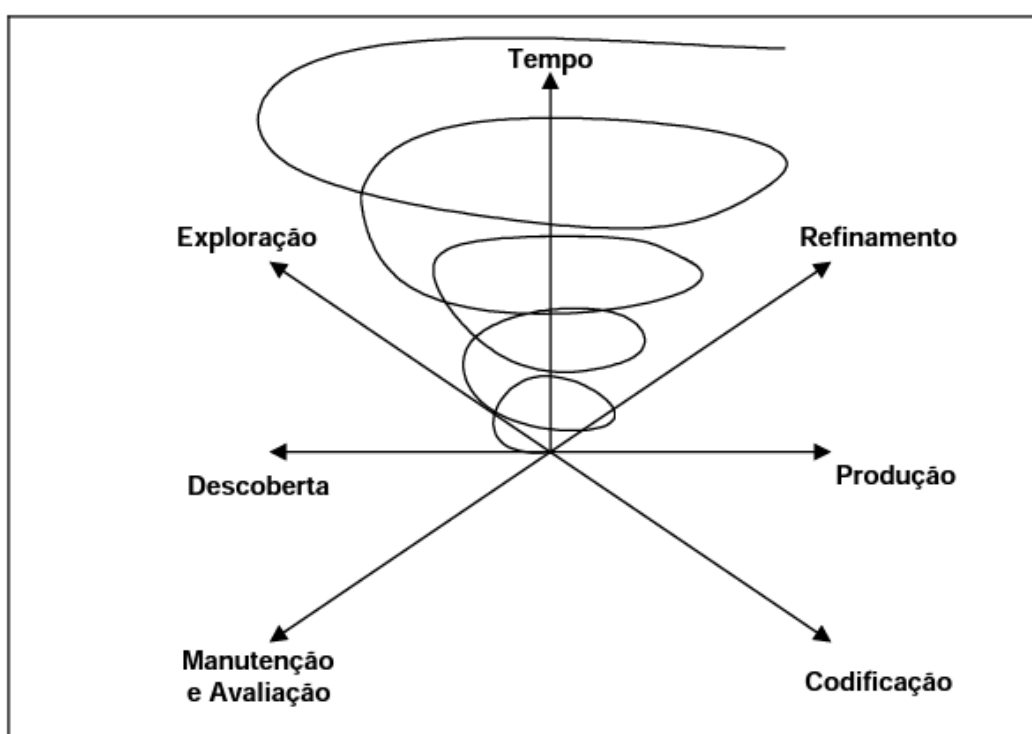 Tempo
Exploração
Refinamento
Descoberta
Produção
Manutenção
e Avaliação
Codificação